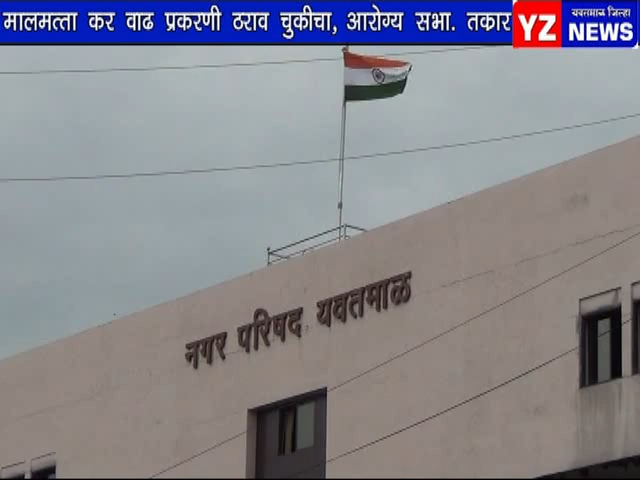 मालमत्ता कर वाढ प्रकरणी ठराव चुकीचा, आरोग्य सभा. तकार
YZ
यवतमाळ जिल्हा
NEWS
नगर परिषद यवतमाळ